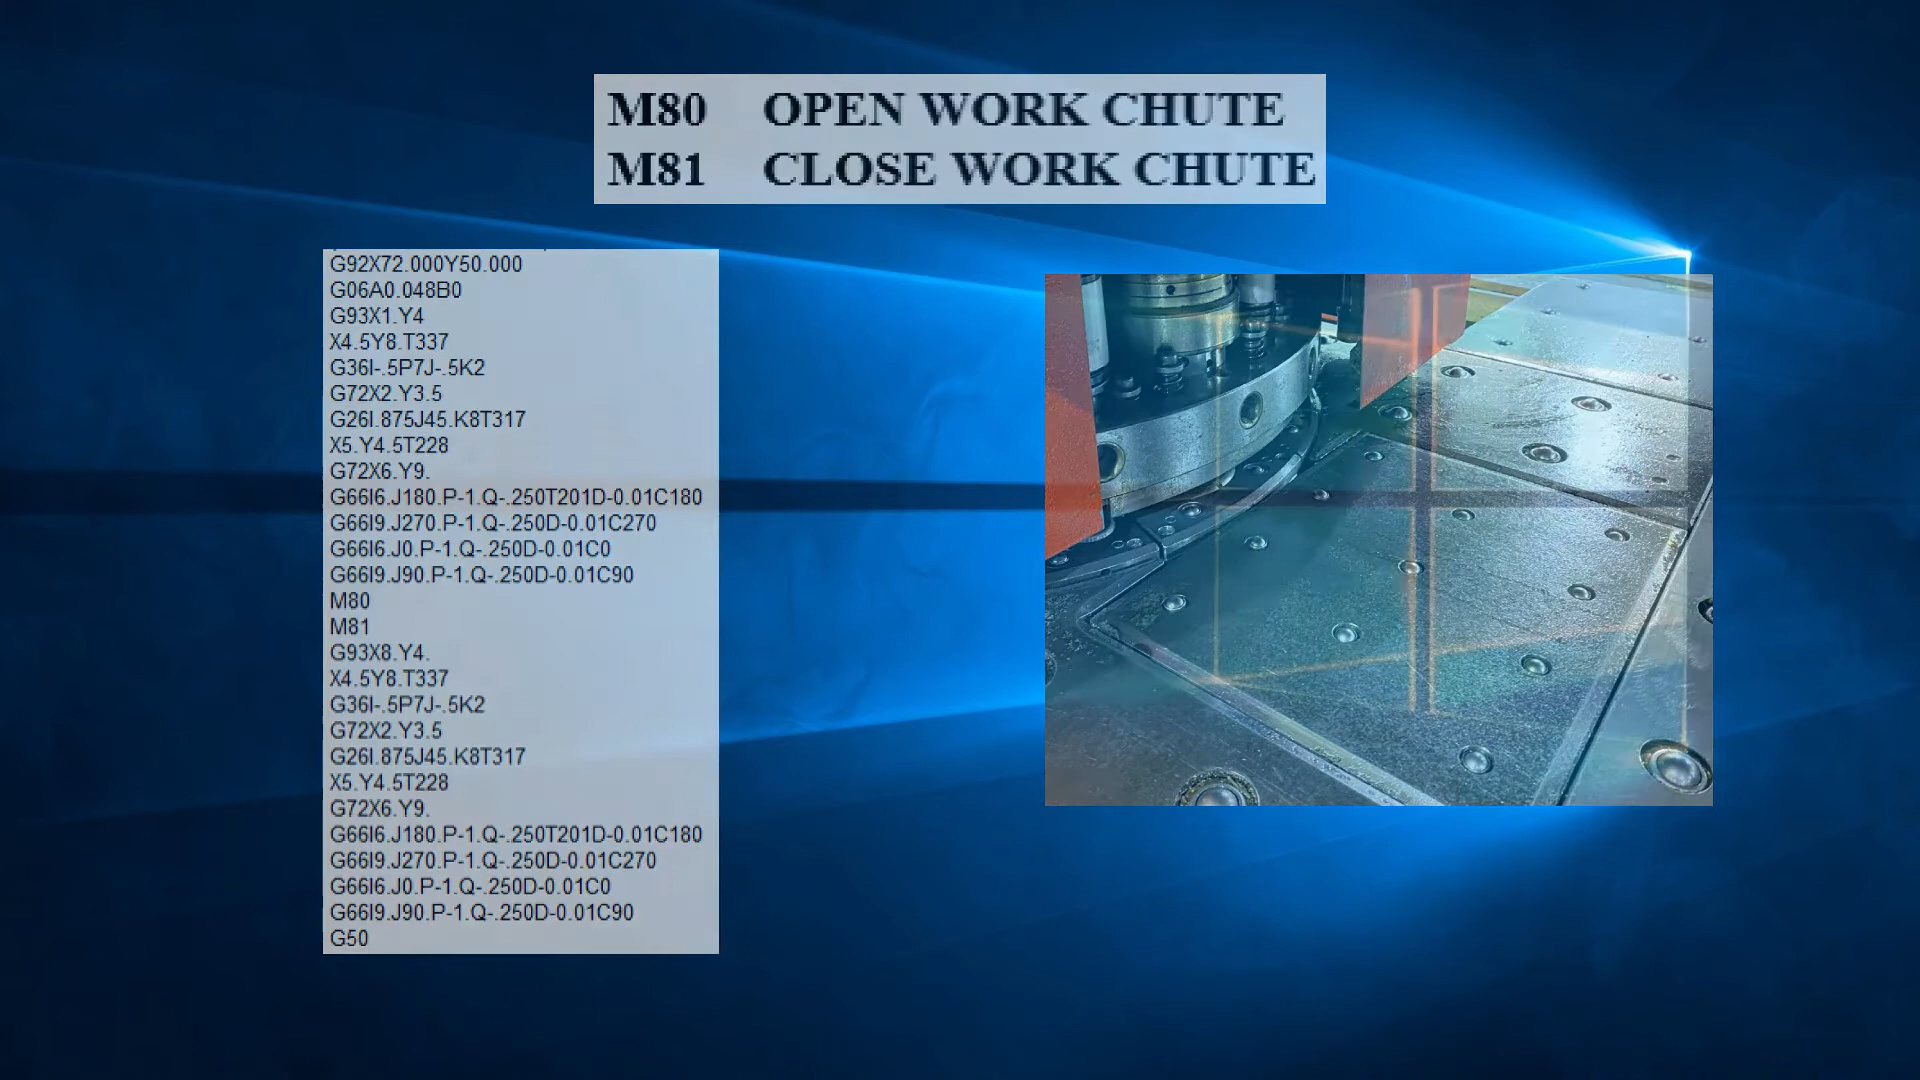 M80 OPEN WORK CHUTE
M81 CLOSE WORK CHUTE
G92X72.000Y50.000
G06A0.048B0
G93X1.Y4
X4.5Y8.T337
G36I-.5P7J-.5K2
G72X2.Y3.5
G26I.875J45.K8T317
X5.Y4.5T228
G72X6.Y9.
G66I6.J180.P-1.Q-.250T201D-0.01C180
G66I9.J270.P-1.Q-.250D-0.01C270
G66I6.J0.P-1.Q-.250D-0.01C0
G66I9.J90.P-1.Q-.250D-0.01C90
M80
M81
G93X8.Y4.
X4.5Y8.T337
G36I-.5P7J-.5K2
G72X2.Y3.5
G26I.875J45.K8T317
X5.Y4.5T228
G72X6.Y9.
G66I6.J180.P-1.Q-.250T201D-0.01C180
G66I9.J270.P-1.Q-.250D-0.01C270
G66I6.J0.P-1.Q-.250D-0.01C0
G66I9.J90.P-1.Q-.250D-0.01C90
G50